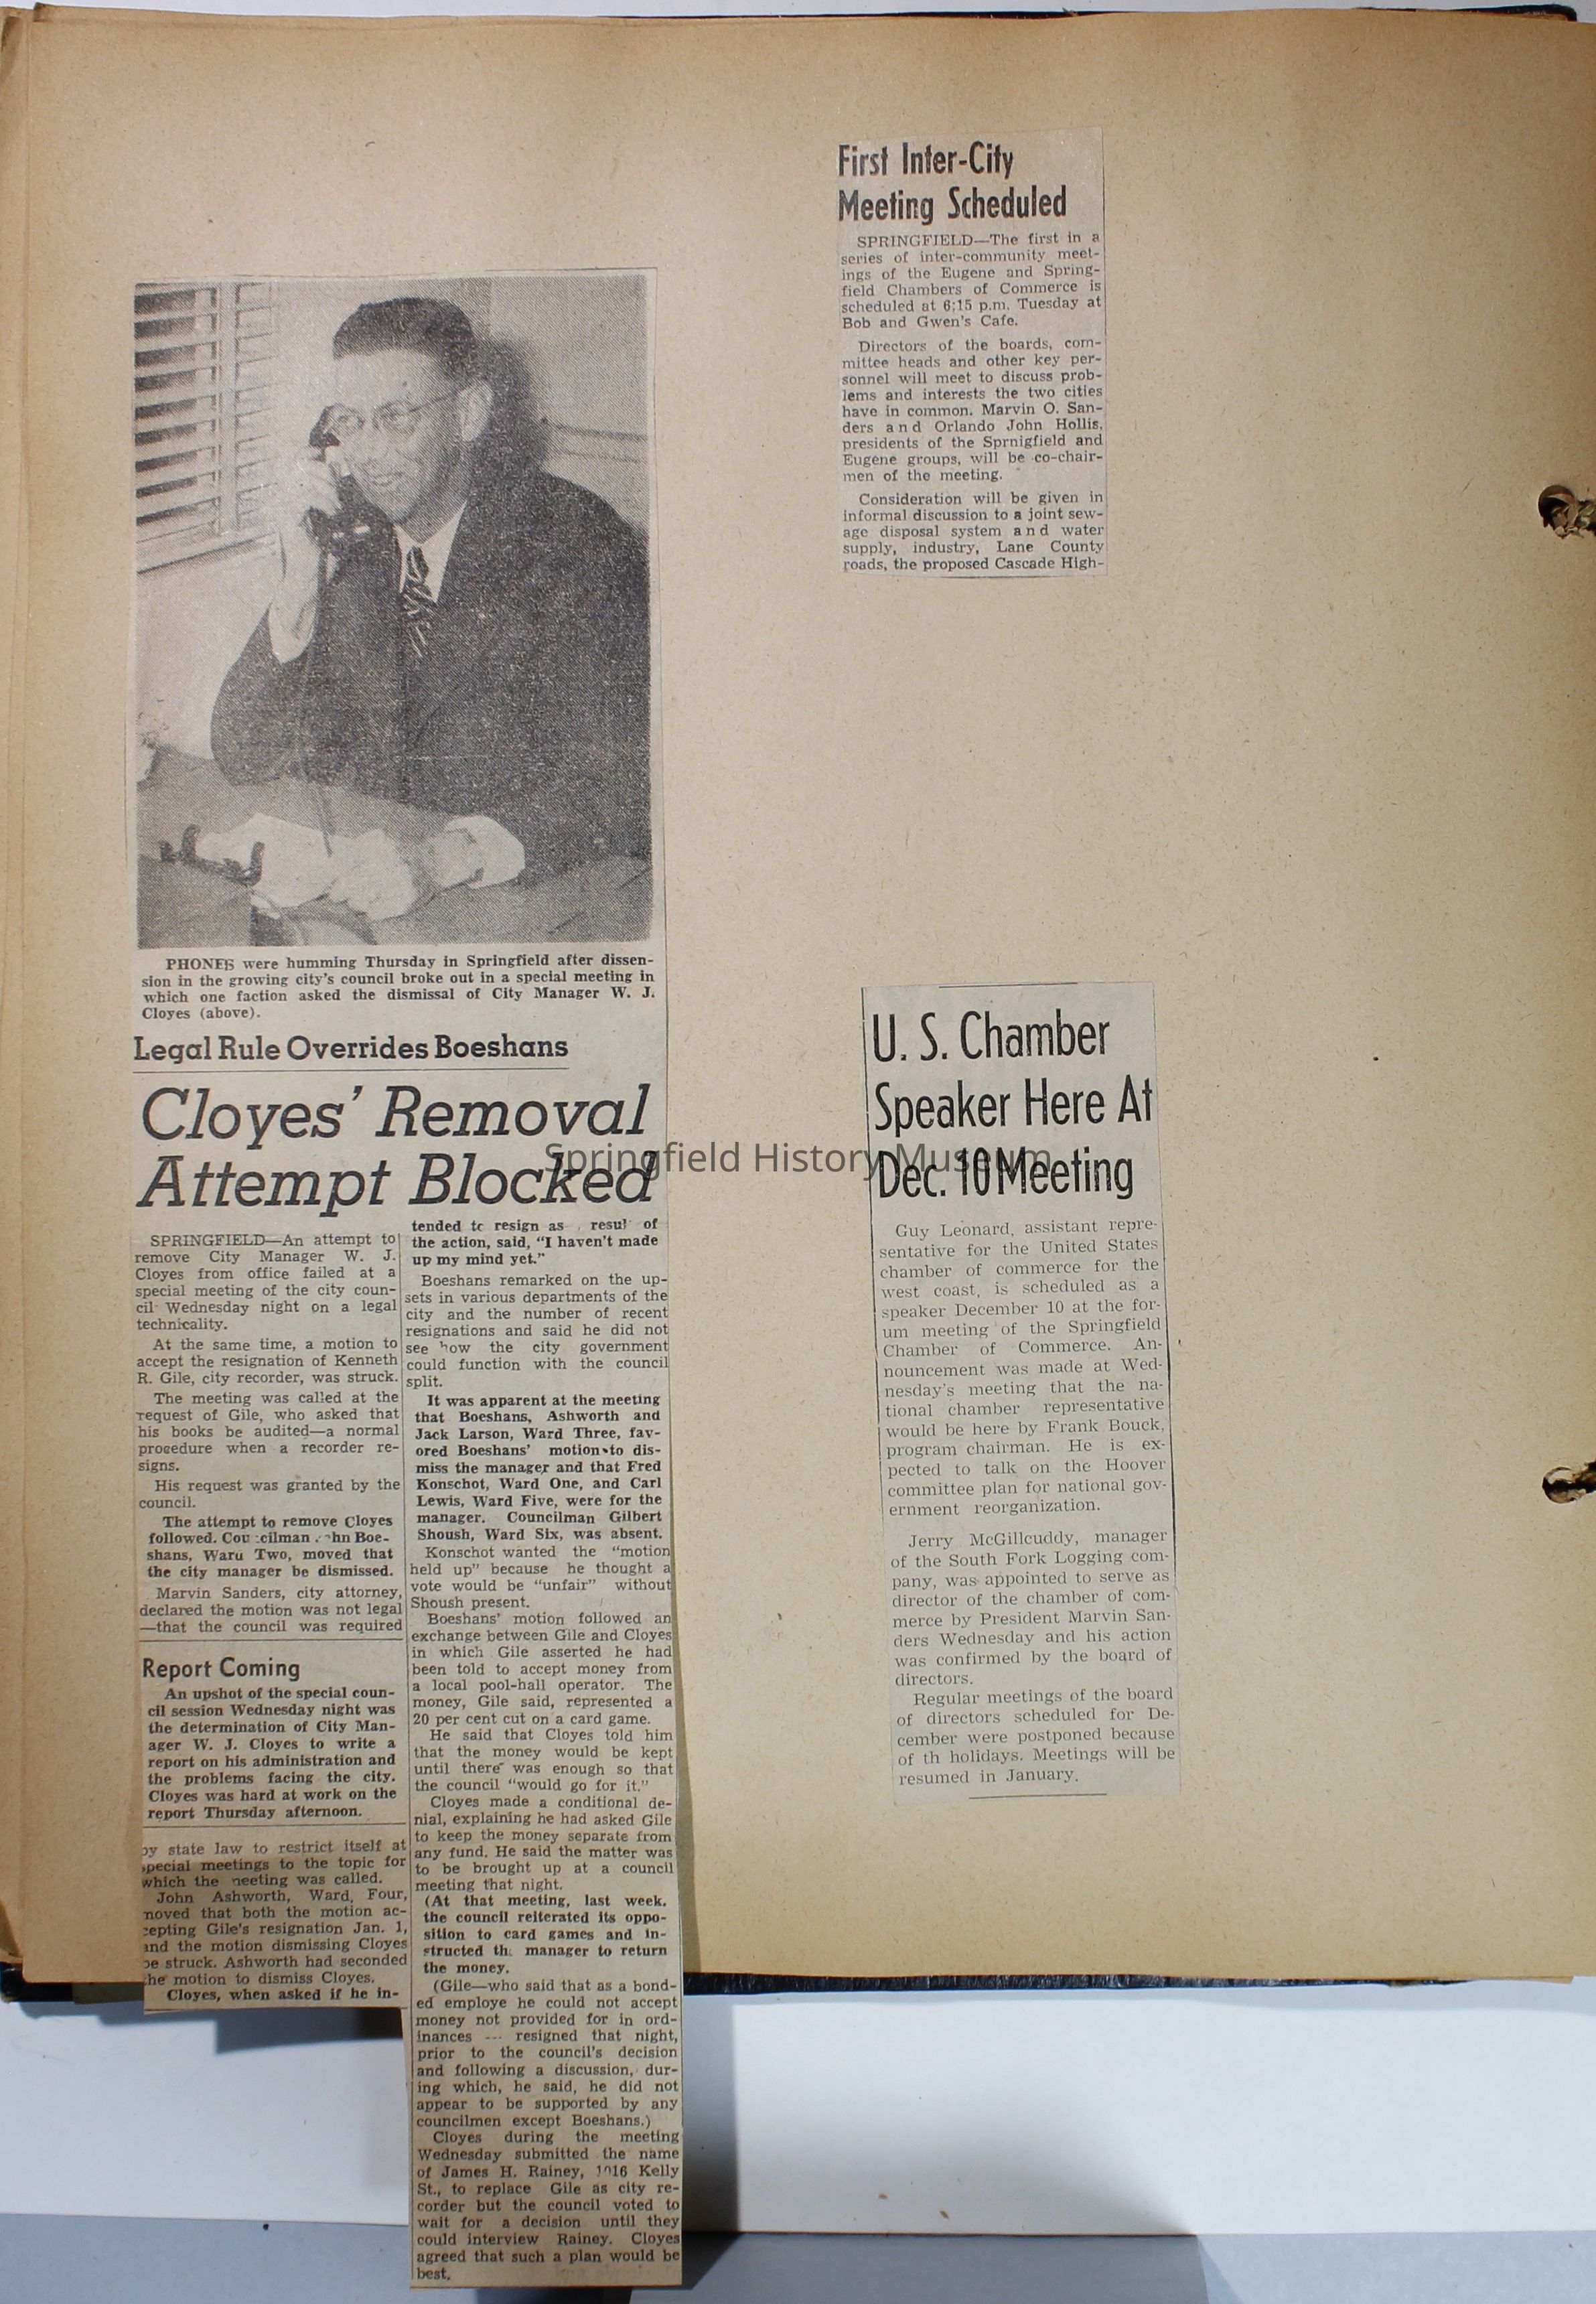 PHONES were humming Thursday in Springfield after dissen-
sion in the growing city's council broke out in a special meeting in
which one faction asked the dismissal of City Manager W. J.
Cloyes (above).
Legal Rule Overrides Boeshans
Cloyes' Removal
Attempt Blocked
SPRINGFIELD—An attempt to
remove City Manager W. J.
Cloyes from office failed at a
special meeting of the city coun-
cil Wednesday night on a legal
technicality.
At the same time, a motion to
accept the resignation of Kenneth
R. Gile, city recorder, was struck.
The meeting was called at the
request of Gile, who asked that
his books be audited—a normal
procedure when a recorder re-
signs.
His request was granted by the
council.
The attempt to remove Cloyes
followed. Councilman John Boe-
shans, Ward Two, moved that
the city manager be dismissed.
Marvin Sanders, city attorney,
declared the motion was not legal
—that the council was required
Report Coming
An upshot of the special coun-
cil session Wednesday night was
the determination of City Man-
ager W. J. Cloyes to write a
report on his administration and
the problems facing the city.
Cloyes was hard at work on the
report Thursday afternoon.
by state law to restrict itself at
special meetings to the topic for
which the meeting was called.
John Ashworth, Ward Four,
moved that both the motion ac-
cepting Gile's resignation Jan. 1,
and the motion dismissing Cloyes
be struck. Ashworth had seconded
the motion to dismiss Cloyes.
Cloyes, when asked if he in-
tended to resign as resul of
the action, said, "I haven't made
up my mind yet."
Boeshans remarked on the up-
sets in various departments of the
city and the number of recent
resignations and said he did not
see how the city government
could function with the council
split.
It was apparent at the meeting
that Boeshans, Ashworth and
Jack Larson, Ward Three, fav-
ored Boeshans' motion to dis-
miss the manager and that Fred
Konschot, Ward One, and Carl
Lewis, Ward Five, were for the
manager. Councilman Gilbert
Shoush, Ward Six, was absent.
Konschot wanted the "motion
held up" because he thought a
vote would be "unfair" without
Shoush present.
Boeshans' motion followed an
exchange between Gile and Cloyes
in which Gile asserted he had
been told to accept money from
a local pool-hall operator. The
money, Gile said, represented a
20 per cent cut on a card game.
He said that Cloyes told him
that the money would be kept
until there was enough so that
the council "would go for it."
Cloyes made a conditional de-
nial, explaining he had asked Gile
to keep the money separate from
any fund. He said the matter was
to be brought up at a council
meeting that night.
(At that meeting, last week,
the council reiterated its oppo-
sition to card games and in-
structed th. manager to return
the money.
(Gile—who said that as a bond-
ed employe he could not accept
money not provided for in ord-
inances --- resigned that night,
prior to the council's decision
and following a discussion, dur-
ing which, he said, he did not
appear to be supported by any
councilmen except Boeshans.)
Cloyes during the meeting
Wednesday submitted the name
of James H. Rainey, Kelly
St., to replace Gile as city re-
corder but the council voted to
wait for a decision until they
could interview Rainey. Cloyes
agreed that such a plan would be
best.
First Inter-City
Meeting Scheduled
SPRINGFIELD—The first in a
series of inter-community meet-
ings of the Eugene and Spring-
field Chambers of Commerce is
scheduled at 6:15 p.m. Tuesday at
Bob and Gwen's Cafe.
Directors of the boards, com-
mittee heads and other key per-
sonnel will meet to discuss prob-
lems and interests the two cities
have in common. Marvin O. San-
ders and Orlando John Hollis,
presidents of the Sprnigfield and
Eugene groups, will be co-chair-
men of the meeting.
Consideration will be given in
informal discussion to a joint sew-
age disposal system and water
supply, industry, Lane County
roads, the proposed Cascade High-
U. S. Chamber
Speaker Here At
Dec. 10 Meeting
Guy Leonard, assistant repre-
sentative for the United States
chamber of commerce for the
west coast, is scheduled as a
speaker December 10 at the for-
um meeting of the Springfield
Chamber of Commerce. An-
nouncement was made at Wed-
nesday's meeting that the na-
tional chamber representative
would be here by Frank Bouck,
program chairman. He is ex-
pected to talk on the Hoover
committee plan for national gov-
ernment reorganization.
Jerry McGillcuddy, manager
of the South Fork Logging com-
pany, was appointed to serve as
director of the chamber of com-
merce by President Marvin San-
ders Wednesday and his action
was confirmed by the board of
directors.
Regular meetings of the board
of directors scheduled for De-
cember were postponed because
of th holidays. Meetings will be
resumed in January.
Springfield History Museum